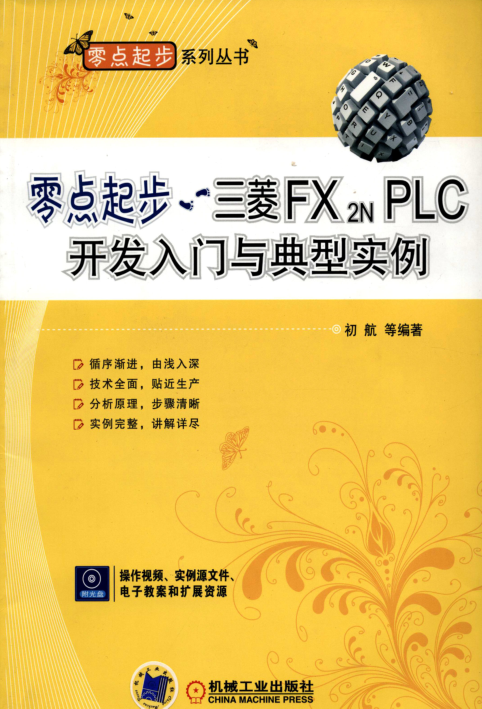 零点起步 系列丛书
零点起步 三菱FX2N PLC
开发入门与典型实例
初 航 等编著
循序渐进，由浅入深
技术全面，贴近生产
分析原理，步骤清晰
实例完整，讲解详尽
附光盘
操作视频、实例源文件、
电子教案和扩展资源
机械工业出版社
CHINA MACHINE PRESS